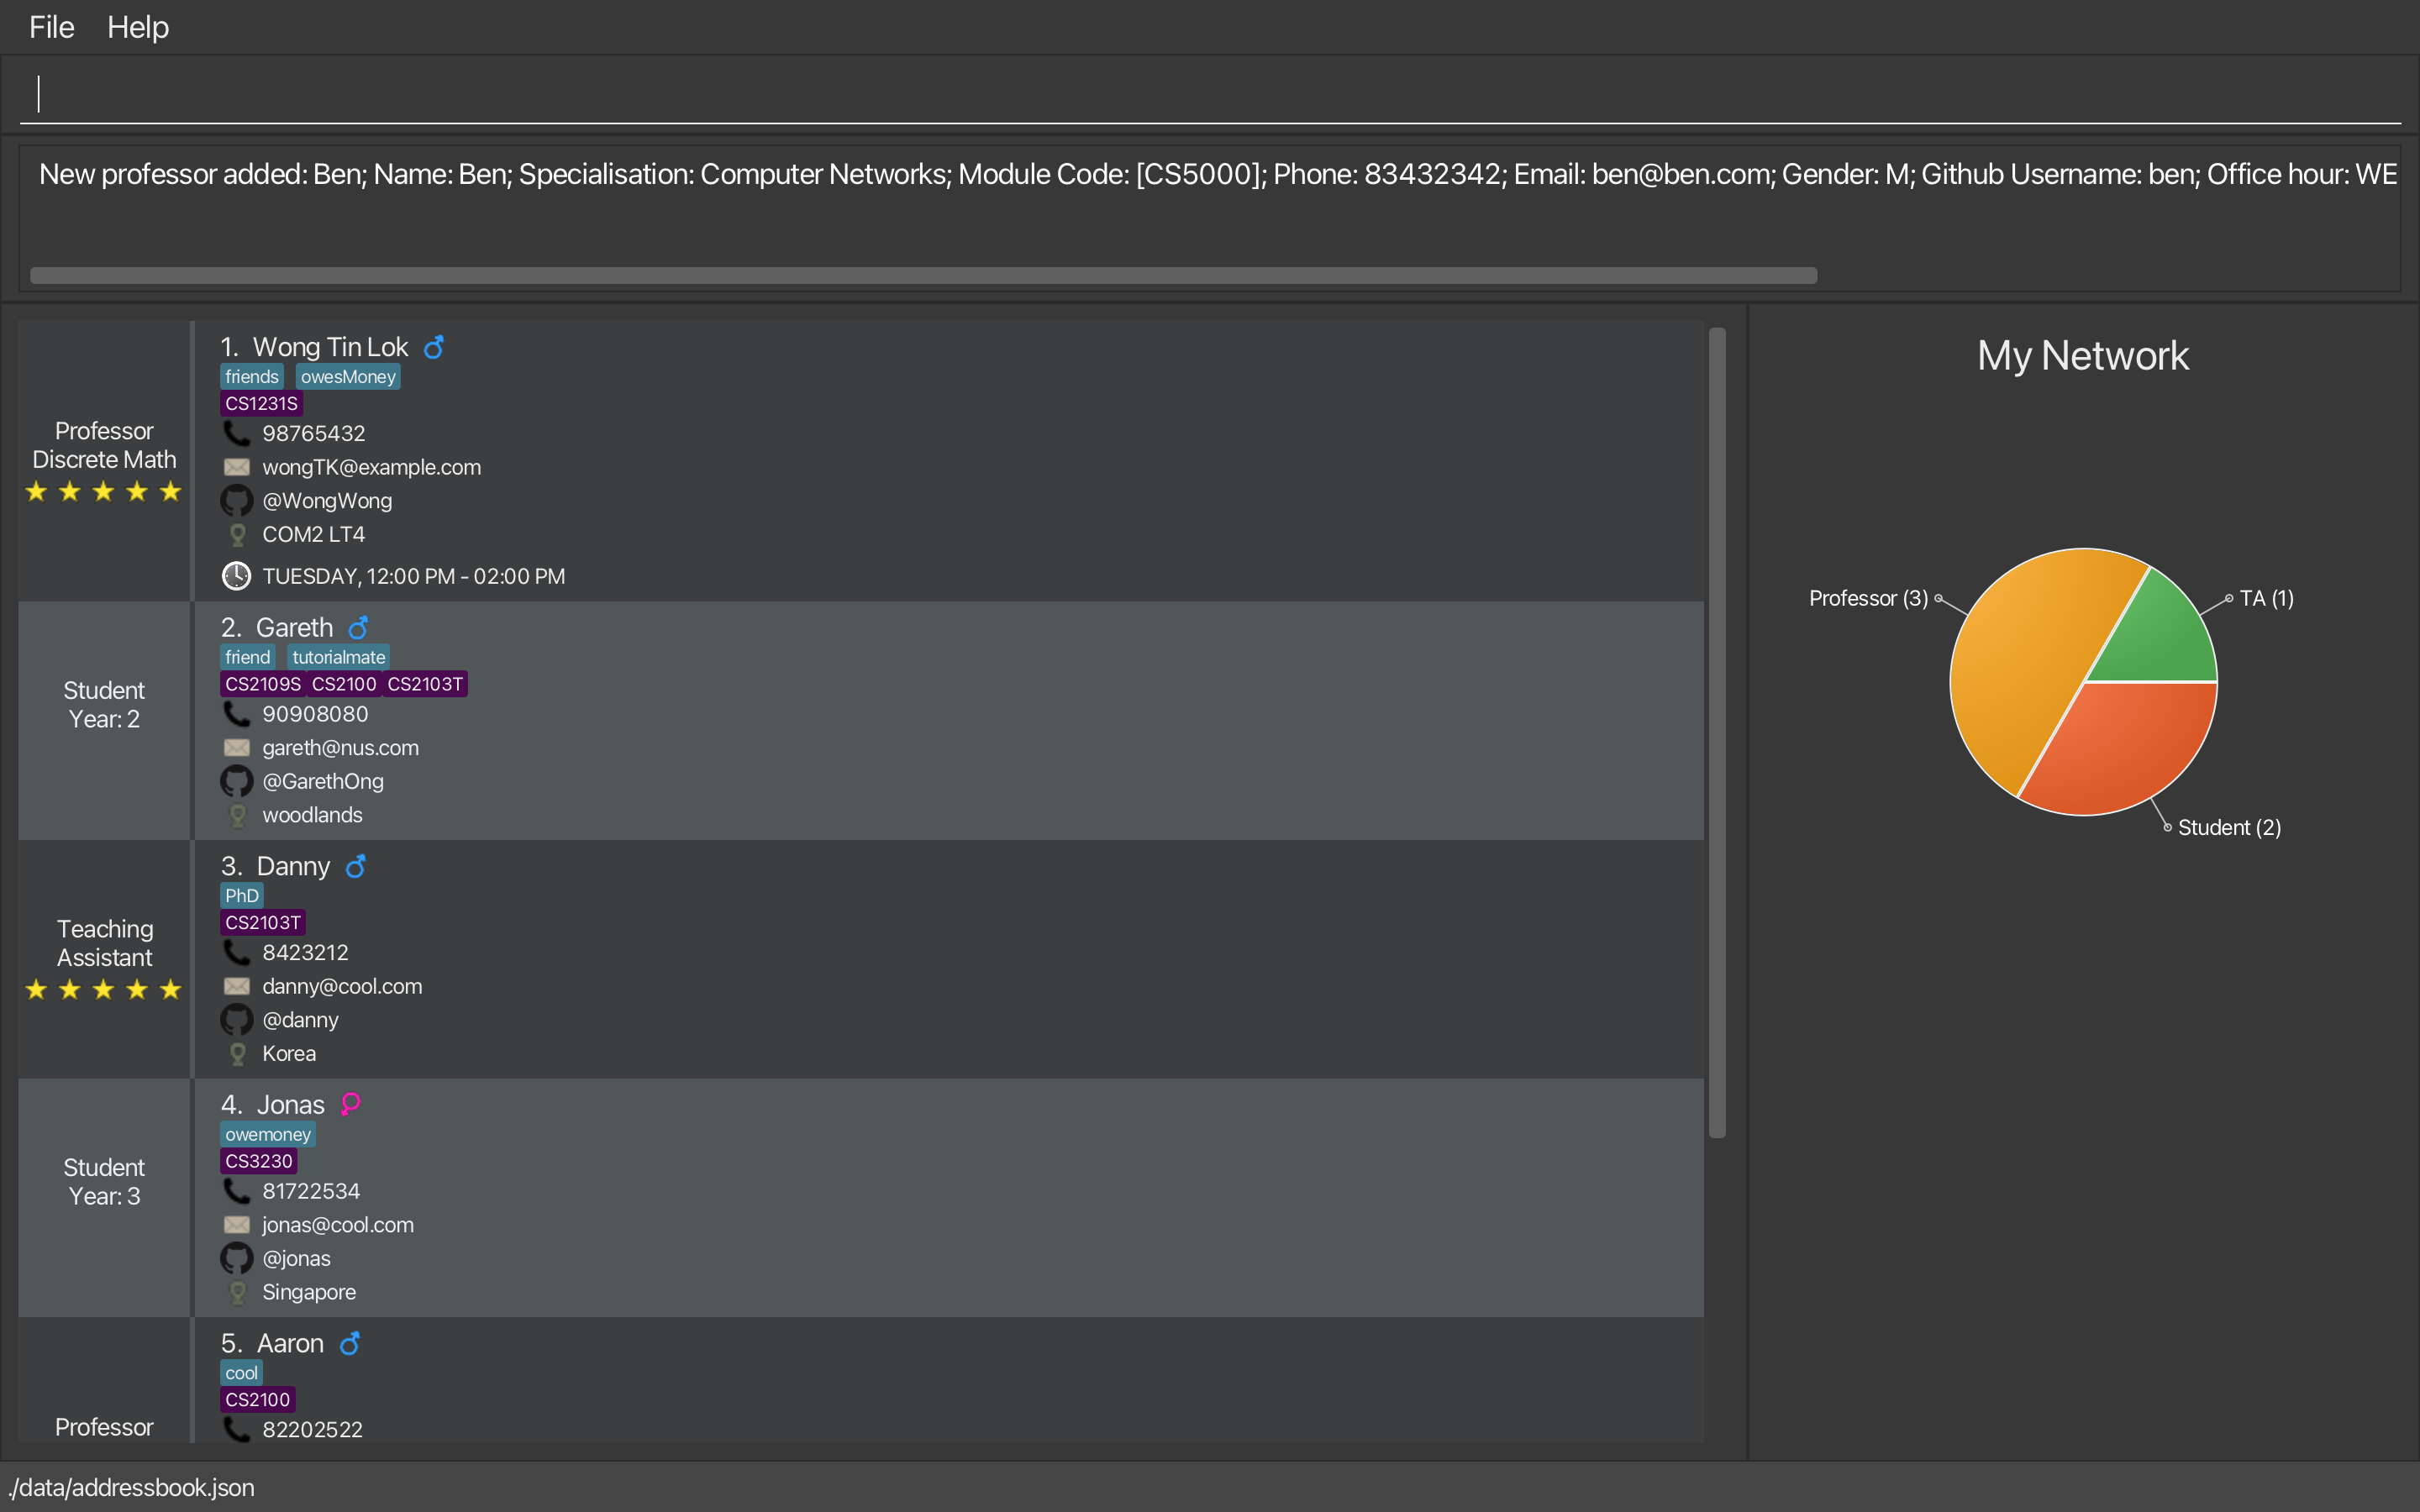 File Help
New professor added: Ben; Name: Ben; Specialisation: Computer Networks; Module Code: [CS5000]; Phone: 83432342; Email: ben@ben.com; Gender: M; Github Username: ben; Office hour: WE
Professor
Discrete Math
1. Wong Tin Lok
friends owesMoney
CS1231S
98765432
wongTK@example.com
@WongWong
COM2 LT4
TUESDAY, 12:00 PM - 02:00 PM
Student
Year: 2
2. Gareth
friend tutorialmate
CS2109S CS2100 CS2103T
90908080
gareth@nus.com
@GarethOng
woodlands
Teaching
Assistant
3. Danny
PhD
CS2103T
8423212
danny@cool.com
@danny
Korea
Student
Year: 3
4. Jonas
owemoney
CS3230
81722534
jonas@cool.com
@jonas
Singapore
Professor
5. Aaron
cool
CS2100
82202522
My Network
Professor (3)
TA (1)
Student (2)
./data/addressbook.json